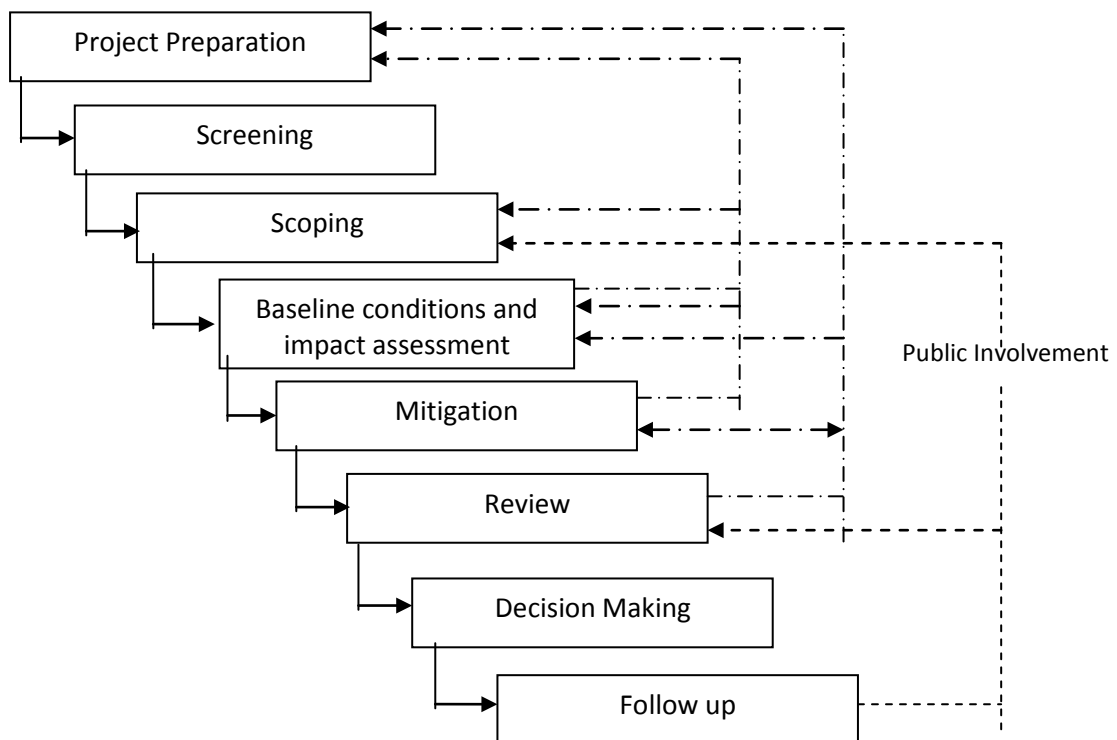 Project Preparation
Screening
Scoping
Baseline conditions and
impact assessment
Public Involvement
Mitigation
Review
Decision Making
Follow up